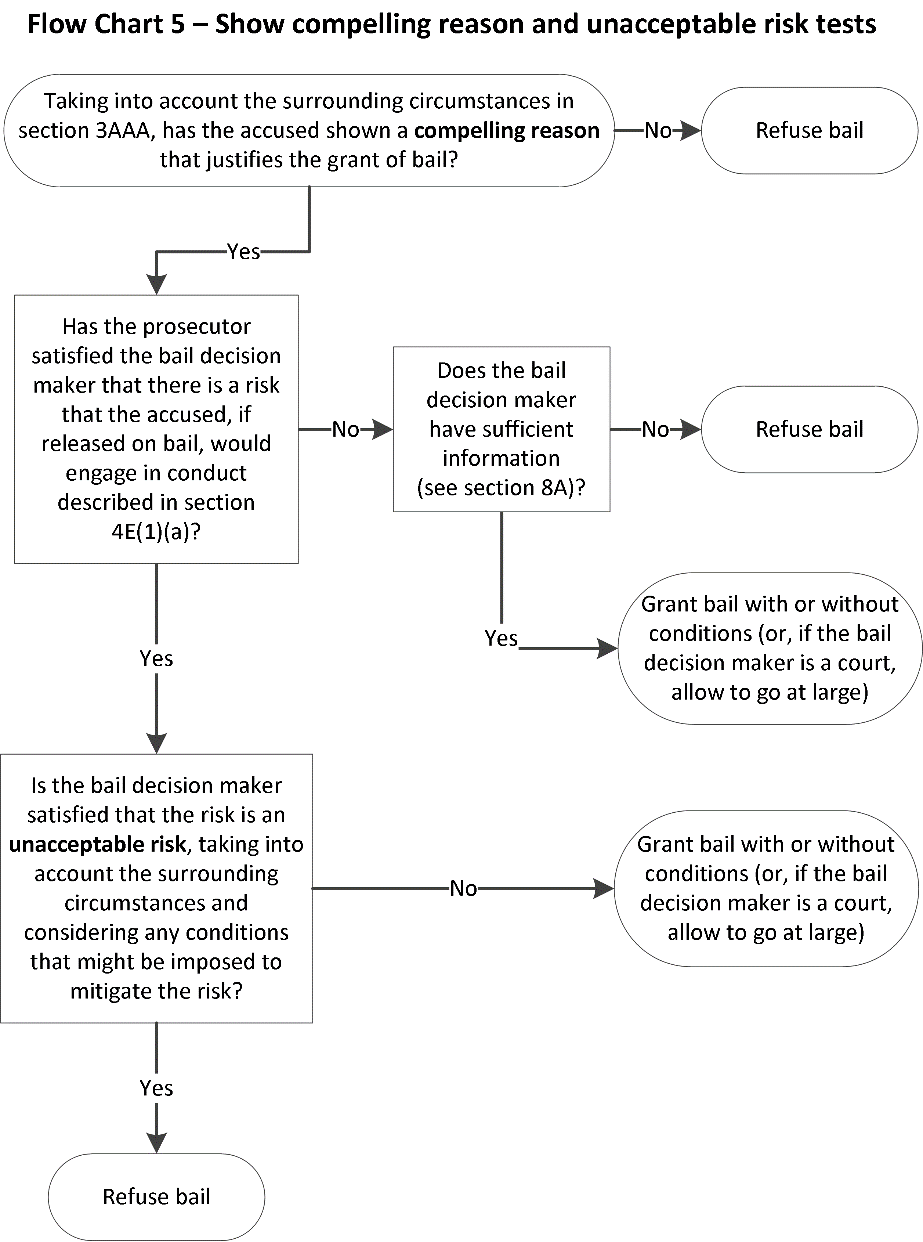 Flow Chart 5 – Show compelling reason and unacceptable risk tests
Taking into account the surrounding circumstances in
section 3AAA, has the accused shown a compelling reason
that justifies the grant of bail?
No
Refuse bail
Yes
Has the prosecutor
satisfied the bail decision
maker that there is a risk
that the accused, if
released on bail, would
engage in conduct
described in section
4E(1)(a)?
No
Does the bail
decision maker
have sufficient
information
(see section 8A)?
No
Refuse bail
Yes
Grant bail with or without
conditions (or, if the bail
decision maker is a court,
allow to go at large)
Yes
Is the bail decision maker
satisfied that the risk is an
unacceptable risk, taking into
account the surrounding
circumstances and
considering any conditions
that might be imposed to
mitigate the risk?
No
Grant bail with or without
conditions (or, if the bail
decision maker is a court,
allow to go at large)
Yes
Refuse bail